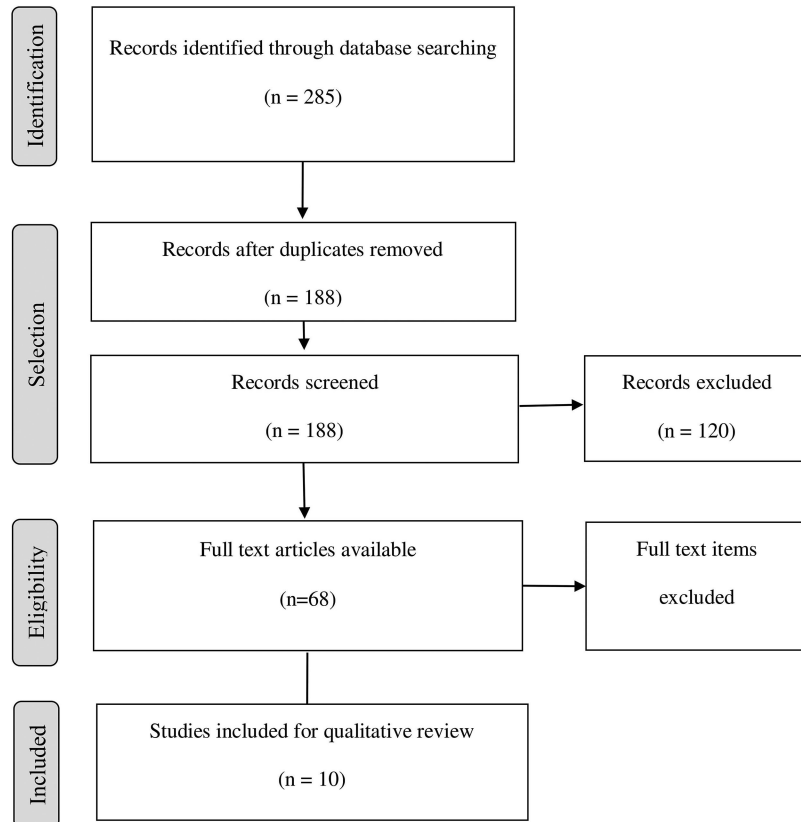 Identification
Records identified through database searching
(n = 285)
Selection
Records after duplicates removed
(n = 188)
Records screened
(n = 188)
Records excluded
(n = 120)
Eligibility
Full text articles available
(n=68)
Full text items
excluded
Included
Studies included for qualitative review
(n = 10)